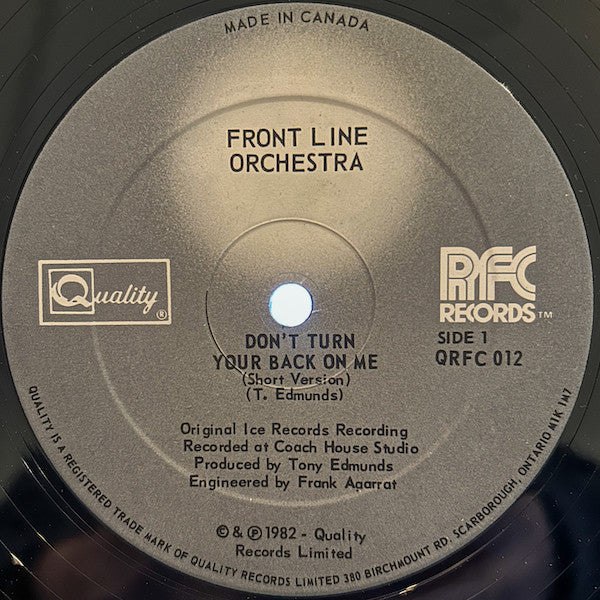 MADE IN CANADA
FRONT LINE
ORCHESTRA
Quality ®
RFC
RECORDS™
SIDE 1
QRFC 012
DON'T TURN
YOUR BACK ON ME
(Short Version)
(T. Edmunds)
Original Ice Records Recording
Recorded at Coach House Studio
Produced by Tony Edmunds
Engineered by Frank Agarrat
© & ℗ 1982 - Quality
Records Limited
QUALITY IS A REGISTERED TRADE MARK OF QUALITY RECORDS LIMITED 380 BIRCHMOUNT RD. SCARBOROUGH, ONTARIO M1K 1M7